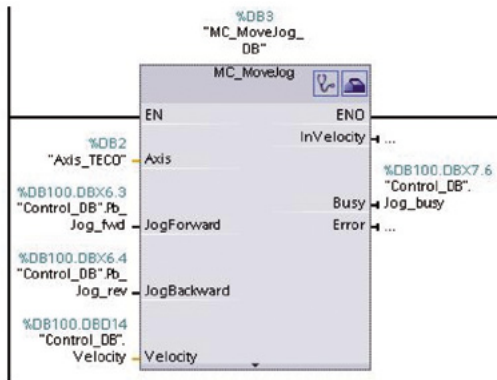 %DB3
"MC_MoveJog_
DB"
MC_MoveJog
EN
ENO
InVelocity
...
%DB2
"Axis_TECO"
Axis
%DB100.DBX7.6
"Control_DB".
Jog_busy
Busy
%DB100.DBX6.3
"Control_DB".Pb_
Jog_fwd
JogForward
Error
...
%DB100.DBX6.4
"Control_DB".Pb_
Jog_rev
JogBackward
%DB100.DBD14
"Control_DB".
Velocity
Velocity